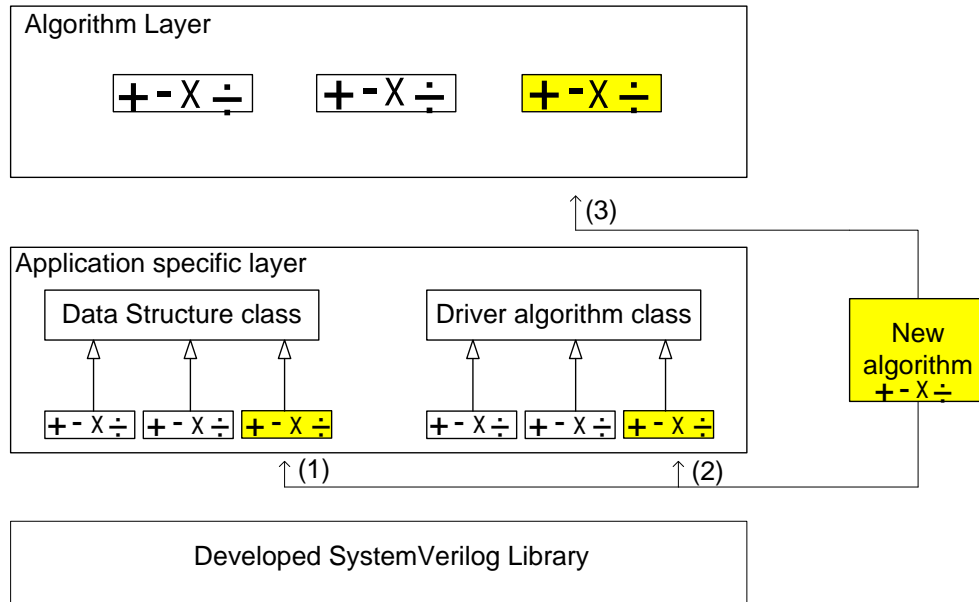 Algorithm Layer
+ - X ÷ + - X ÷ + - X ÷
(3)
Application specific layer
Data Structure class Driver algorithm class
New
algorithm
+ - X ÷
+ - X ÷ + - X ÷ + - X ÷ + - X ÷ + - X ÷ + - X ÷
(1) (2)
Developed SystemVerilog Library